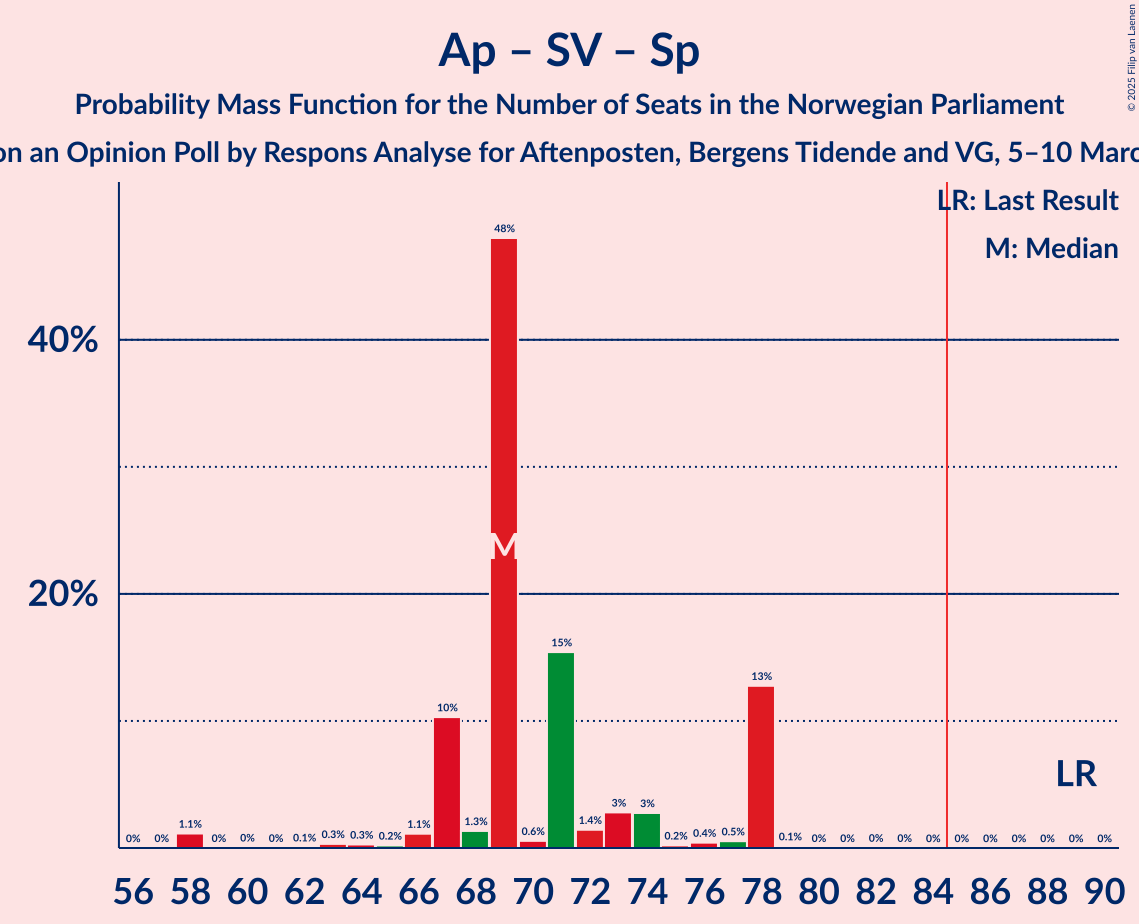 Ap – SV – Sp
Probability Mass Function for the Number of Seats in the Norwegian Parliament
on an Opinion Poll by Respons Analyse for Aftenposten, Bergens Tidende and VG, 5–10
© 2025 Filip van Laenen
LR: Last Result
M: Median
40%
20%
0% 0% 1.1% 0% 0% 0% 0.1% 0.3% 0.3% 0.2% 1.1% 10% 1.3% 48% 0.6% 15% 1.4% 3% 3% 0.2% 0.4% 0.5% 13% 0.1% 0% 0% 0% 0% 0% 0% 0% 0% 0% 0% 0%
M
LR
56 58 60 62 64 66 68 70 72 74 76 78 80 82 84 86 88 90